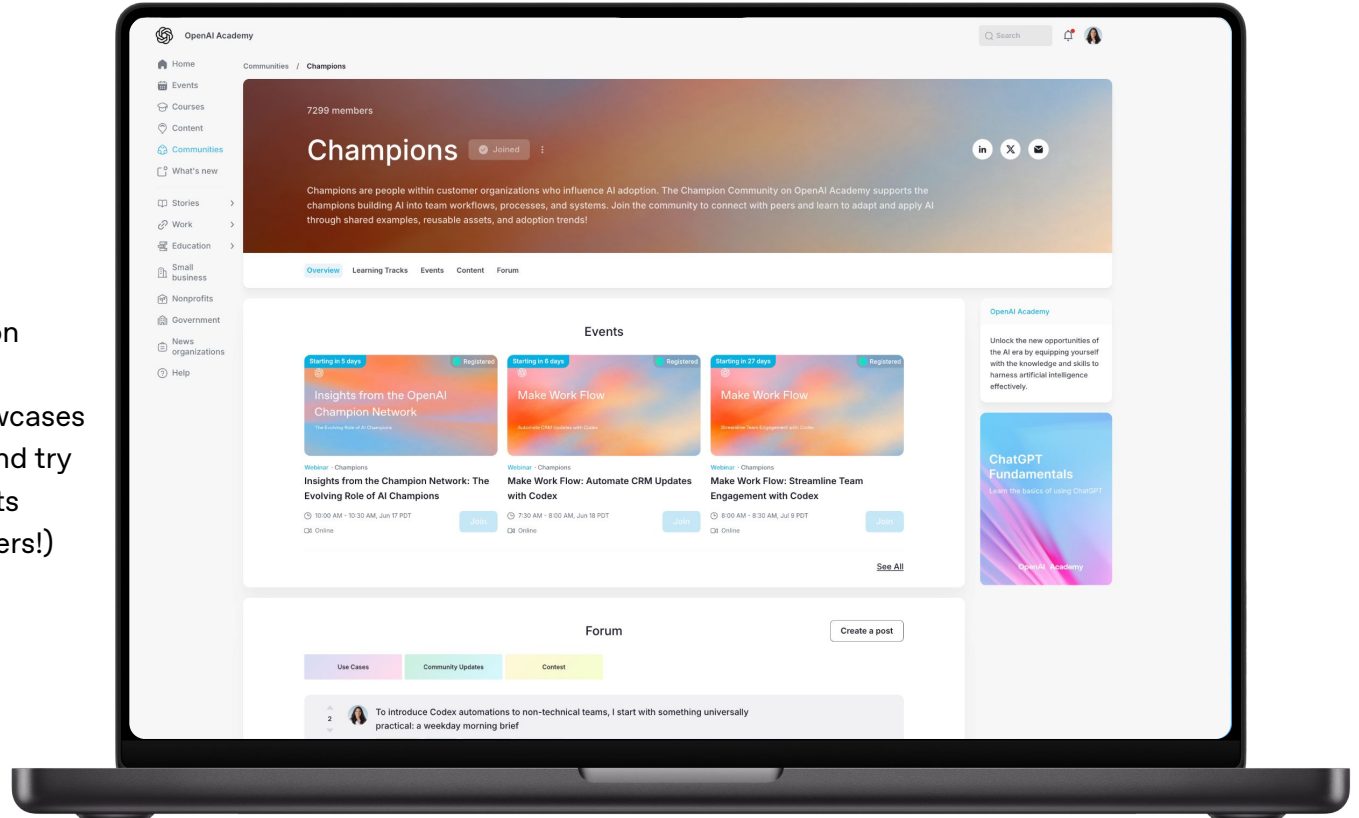 on
wcases
nd try
ts
ers!)
OpenAI Academy
Search
Home
Events
Courses
Content
Communities
What's new
Stories
Work
Education
Small
business
Nonprofits
Government
News
organizations
Help
Communities / Champions
7299 members
Champions
Joined
Champions are people within customer organizations who influence AI adoption. The Champion Community on OpenAI Academy supports the
champions building AI into team workflows, processes, and systems. Join the community to connect with peers and learn to adapt and apply AI
through shared examples, reusable assets, and adoption trends!
Overview Learning Tracks Events Content Forum
Events
Starting in 5 days Registered
Insights from the OpenAI
Champion Network
The Evolving Role of AI Champions
Webinar · Champions
Insights from the Champion Network: The
Evolving Role of AI Champions
10:00 AM - 10:30 AM, Jun 17 PDT
Online
Join
Starting in 6 days Registered
Make Work Flow
Automate CRM Updates with Codex
Webinar · Champions
Make Work Flow: Automate CRM Updates
with Codex
7:30 AM - 8:00 AM, Jun 18 PDT
Online
Join
Starting in 27 days Registered
Make Work Flow
Streamline Team Engagement with Codex
Webinar · Champions
Make Work Flow: Streamline Team
Engagement with Codex
8:00 AM - 8:30 AM, Jul 9 PDT
Online
Join
See All
OpenAI Academy
Unlock the new opportunities of
the AI era by equipping yourself
with the knowledge and skills to
harness artificial intelligence
effectively.
ChatGPT
Fundamentals
Learn the basics of using ChatGPT
OpenAI Academy
Forum
Create a post
Use Cases Community Updates Contest
2
To introduce Codex automations to non-technical teams, I start with something universally
practical: a weekday morning brief